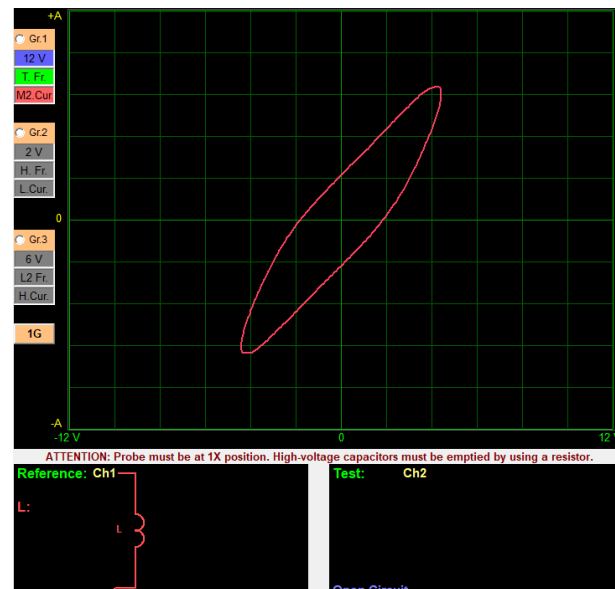 +A
Gr.1
12 V
T. Fr.
M2.Cur
Gr.2
2 V
H. Fr.
L.Cur.
0
Gr.3
6 V
L2 Fr.
H.Cur.
1G
-A
-12 V
0
12 V
ATTENTION: Probe must be at 1X position. High-voltage capacitors must be emptied by using a resistor.
Reference: Ch1
L:
L
Test: Ch2
Open Circuit